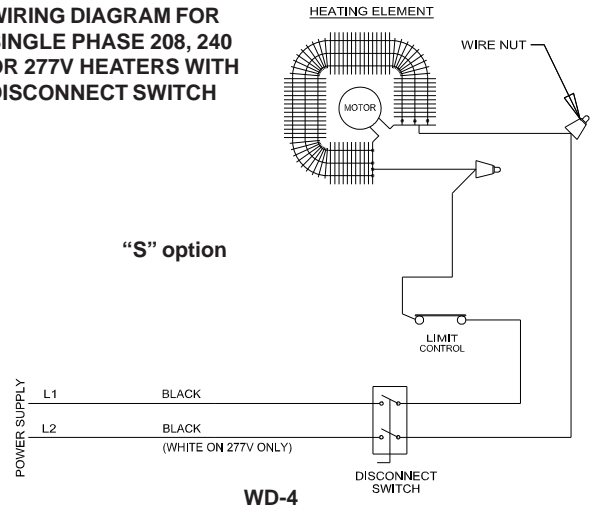 WIRING DIAGRAM FOR
SINGLE PHASE 208, 240
OR 277V HEATERS WITH
DISCONNECT SWITCH
HEATING ELEMENT
WIRE NUT
MOTOR
“S” option
LIMIT
CONTROL
POWER SUPPLY
L1 BLACK
L2 BLACK
(WHITE ON 277V ONLY)
DISCONNECT
SWITCH
WD-4